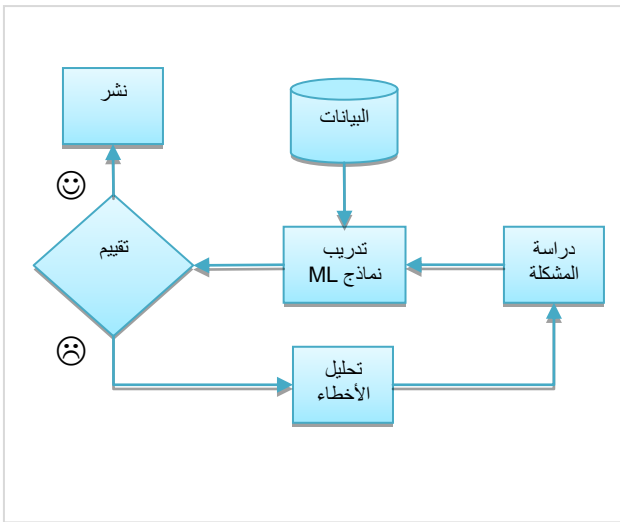 نشر
البيانات
تقييم
تدريب
نماذج ML
دراسة
المشكلة
تحليل
الأخطاء